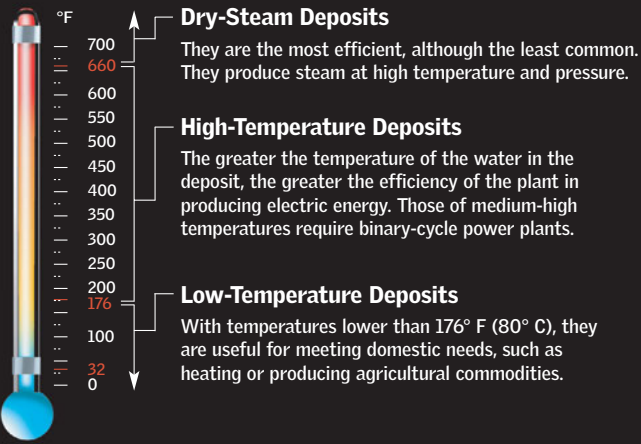 °F
700
660
600
550
500
450
400
350
300
250
200
176
100
32
0
Dry-Steam Deposits
They are the most efficient, although the least common.
They produce steam at high temperature and pressure.
High-Temperature Deposits
The greater the temperature of the water in the
deposit, the greater the efficiency of the plant in
producing electric energy. Those of medium-high
temperatures require binary-cycle power plants.
Low-Temperature Deposits
With temperatures lower than 176° F (80° C), they
are useful for meeting domestic needs, such as
heating or producing agricultural commodities.